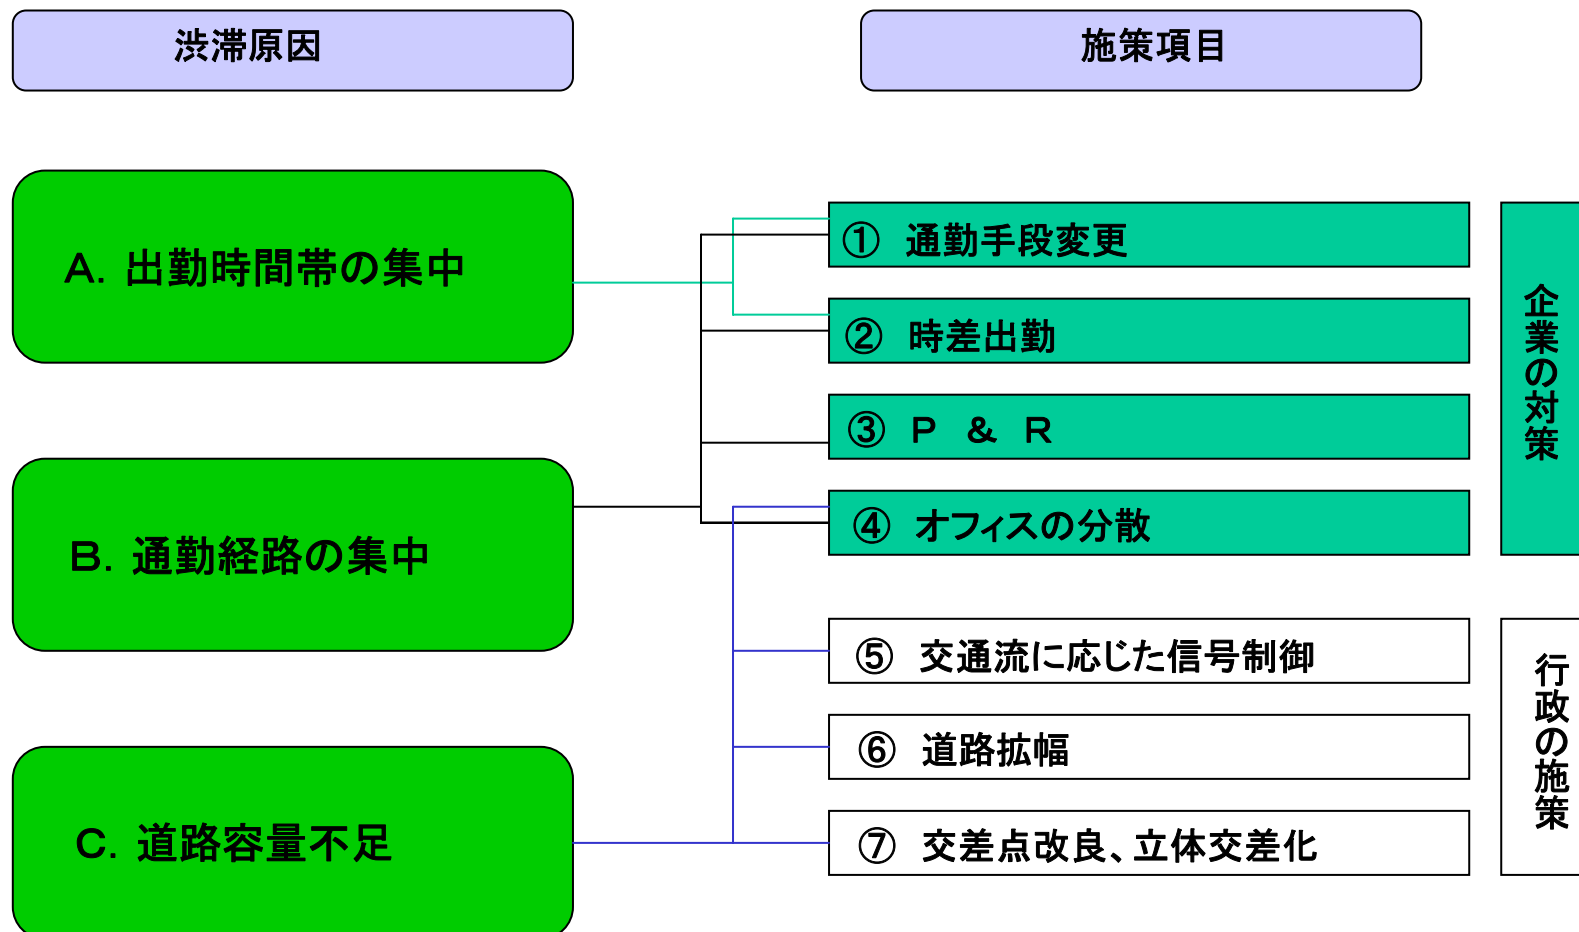 渋滞原因
施策項目
A. 出勤時間帯の集中
B. 通勤経路の集中
C. 道路容量不足
① 通勤手段変更
② 時差出勤
③ P & R
④ オフィスの分散
⑤ 交通流に応じた信号制御
⑥ 道路拡幅
⑦ 交差点改良、立体交差化
企業の対策
行政の施策